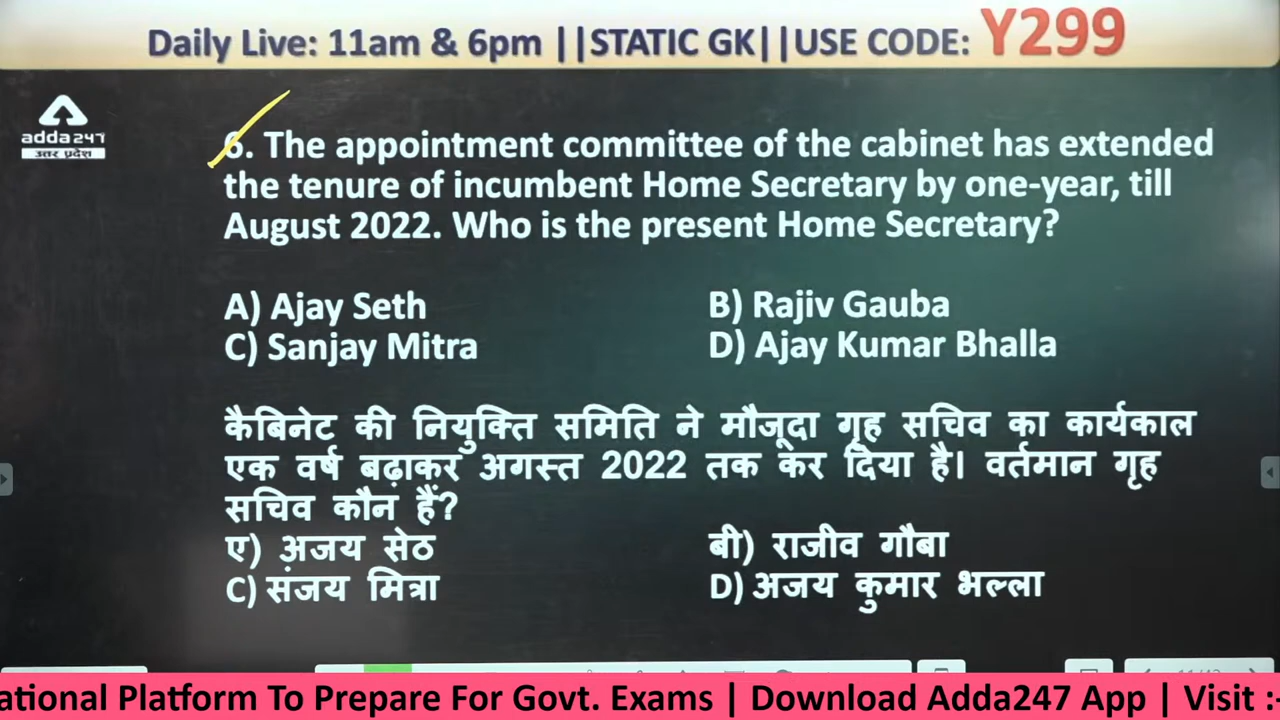 Daily Live: 11am & 6pm ||STATIC GK||USE CODE: Y299
adda247
उत्तर प्रदेश
6. The appointment committee of the cabinet has extended
the tenure of incumbent Home Secretary by one-year, till
August 2022. Who is the present Home Secretary?
A) Ajay Seth
B) Rajiv Gauba
C) Sanjay Mitra
D) Ajay Kumar Bhalla
कैबिनेट की नियुक्ति समिति ने मौजूदा गृह सचिव का कार्यकाल
एक वर्ष बढ़ाकर अगस्त 2022 तक कर दिया है। वर्तमान गृह
सचिव कौन हैं?
ए) अजय सेठ
बी) राजीव गौबा
C) संजय मित्रा
D) अजय कुमार भल्ला
ational Platform To Prepare For Govt. Exams | Download Adda247 App | Visit :-